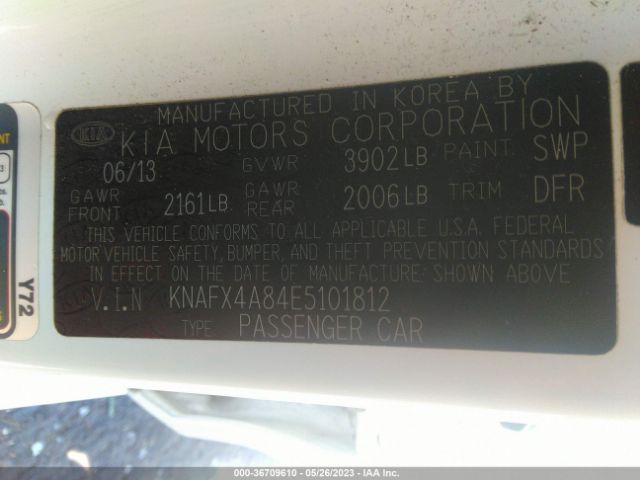 MANUFACTURED IN KOREA BY
KIA KIA MOTORS CORPORATION
06/13 GVWR 3902LB PAINT SWP
GAWR FRONT 2161LB GAWR REAR 2006LB TRIM DFR
THIS VEHICLE CONFORMS TO ALL APPLICABLE U.S.A. FEDERAL
MOTOR VEHICLE SAFETY, BUMPER, AND THEFT PREVENTION STANDARDS
IN EFFECT ON THE DATE OF MANUFACTURE SHOWN ABOVE
V.I.N KNAFX4A84E5101812
TYPE PASSENGER CAR
Y72
000-36709610 - 05/26/2023 - IAA Inc.